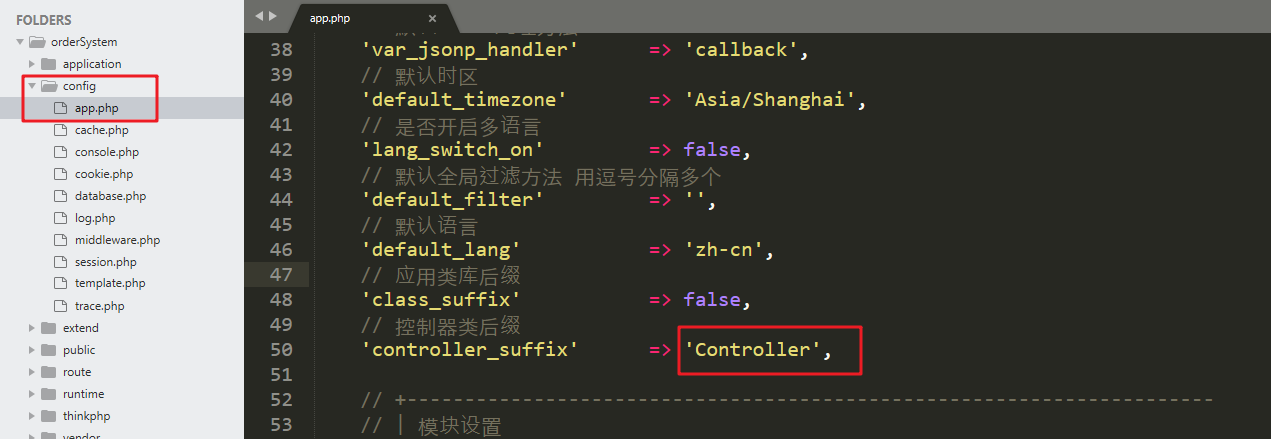 FOLDERS
orderSystem
application
config
app.php
cache.php
console.php
cookie.php
database.php
log.php
middleware.php
session.php
template.php
trace.php
extend
public
route
runtime
thinkphp
vendor
app.php ×
38 'var_jsonp_handler' => 'callback',
39 // 默认时区
40 'default_timezone' => 'Asia/Shanghai',
41 // 是否开启多语言
42 'lang_switch_on' => false,
43 // 默认全局过滤方法 用逗号分隔多个
44 'default_filter' => '',
45 // 默认语言
46 'default_lang' => 'zh-cn',
47 // 应用类库后缀
48 'class_suffix' => false,
49 // 控制器类后缀
50 'controller_suffix' => 'Controller',
51
52 // +----------------------------------------------------------------------
53 // | 模块设置